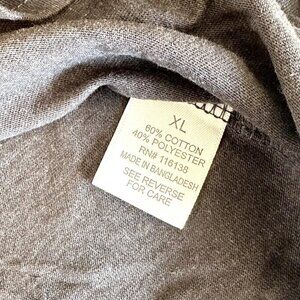 XL
60% COTTON
40% POLYESTER
RN# 116138
MADE IN BANGLADESH
SEE REVERSE
FOR CARE